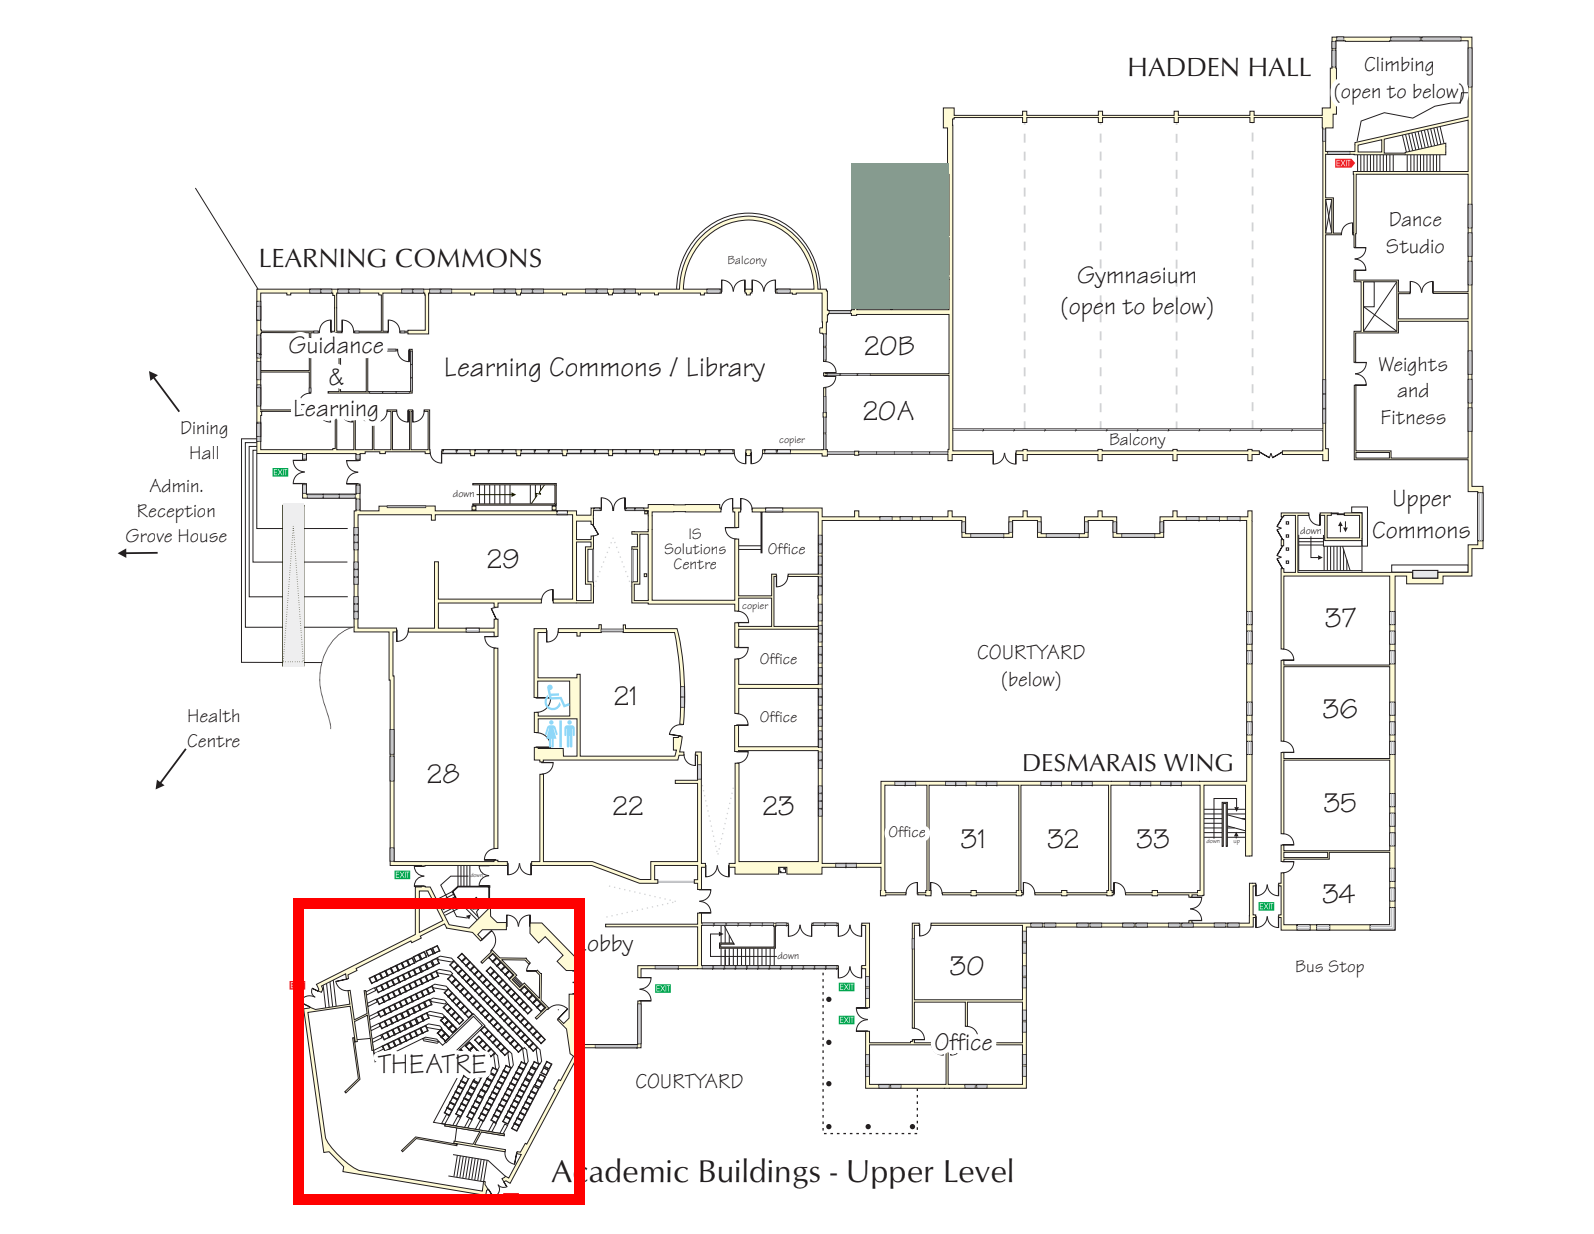 HADDEN HALL
Climbing
(open to below)
EXIT
Dance
Studio
LEARNING COMMONS
Balcony
Gymnasium
(open to below)
Guidance
&
Learning
Learning Commons / Library
20B
20A
Weights
and
Fitness
Balcony
copier
Dining
Hall
EXIT
Admin.
Reception
Grove House
down
Upper
Commons
down
29
IS
Solutions
Centre
Office
copier
37
COURTYARD
(below)
Office
21
36
Office
Health
Centre
DESMARAIS WING
28
22
23
35
Office
31
32
33
down
up
EXIT
down
34
EXIT
Lobby
down
30
Bus Stop
EXIT
EXIT
EXIT
Office
THEATRE
COURTYARD
Academic Buildings - Upper Level